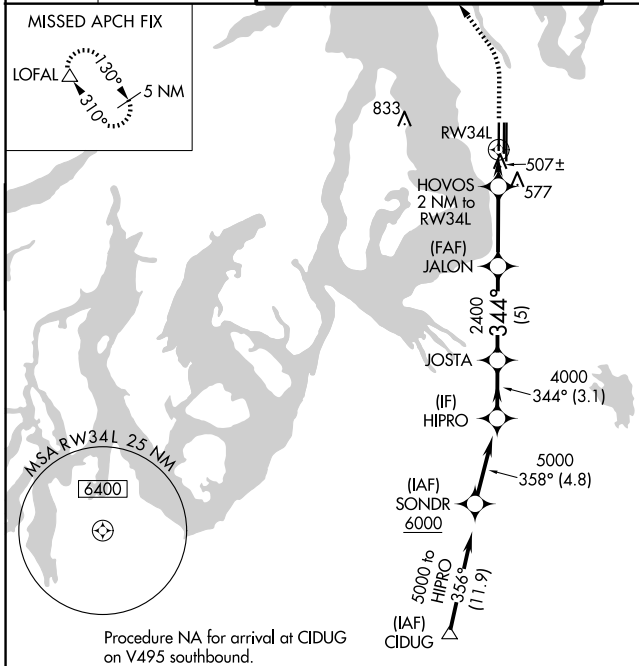 MISSED APCH FIX
LOFAL
130°
310°
5 NM
833
RW34L
507±
577
HOVOS
2 NM to
RW34L
(FAF)
JALON
2400
344°
(5)
JOSTA
4000
344° (3.1)
(IF)
HIPRO
5000
358° (4.8)
(IAF)
SONDR
6000
5000 to
HIPRO
356°
(11.9)
(IAF)
CIDUG
MSA RW34L 25 NM
6400
Procedure NA for arrival at CIDUG
on V495 southbound.